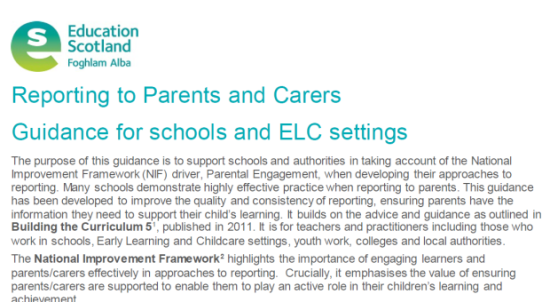 Education
Scotland
Foghlam Alba
Reporting to Parents and Carers
Guidance for schools and ELC settings
The purpose of this guidance is to support schools and authorities in taking account of the National
Improvement Framework (NIF) driver, Parental Engagement, when developing their approaches to
reporting. Many schools demonstrate highly effective practice when reporting to parents. This guidance
has been developed to improve the quality and consistency of reporting, ensuring parents have the
information they need to support their child's learning. It builds on the advice and guidance as outlined in
Building the Curriculum 5¹, published in 2011. It is for teachers and practitioners including those who
work in schools, Early Learning and Childcare settings, youth work, colleges and local authorities.
The National Improvement Framework² highlights the importance of engaging learners and
parents/carers effectively in approaches to reporting. Crucially, it emphasises the value of ensuring
parents/carers are supported to enable them to play an active role in their children's learning and
achievement